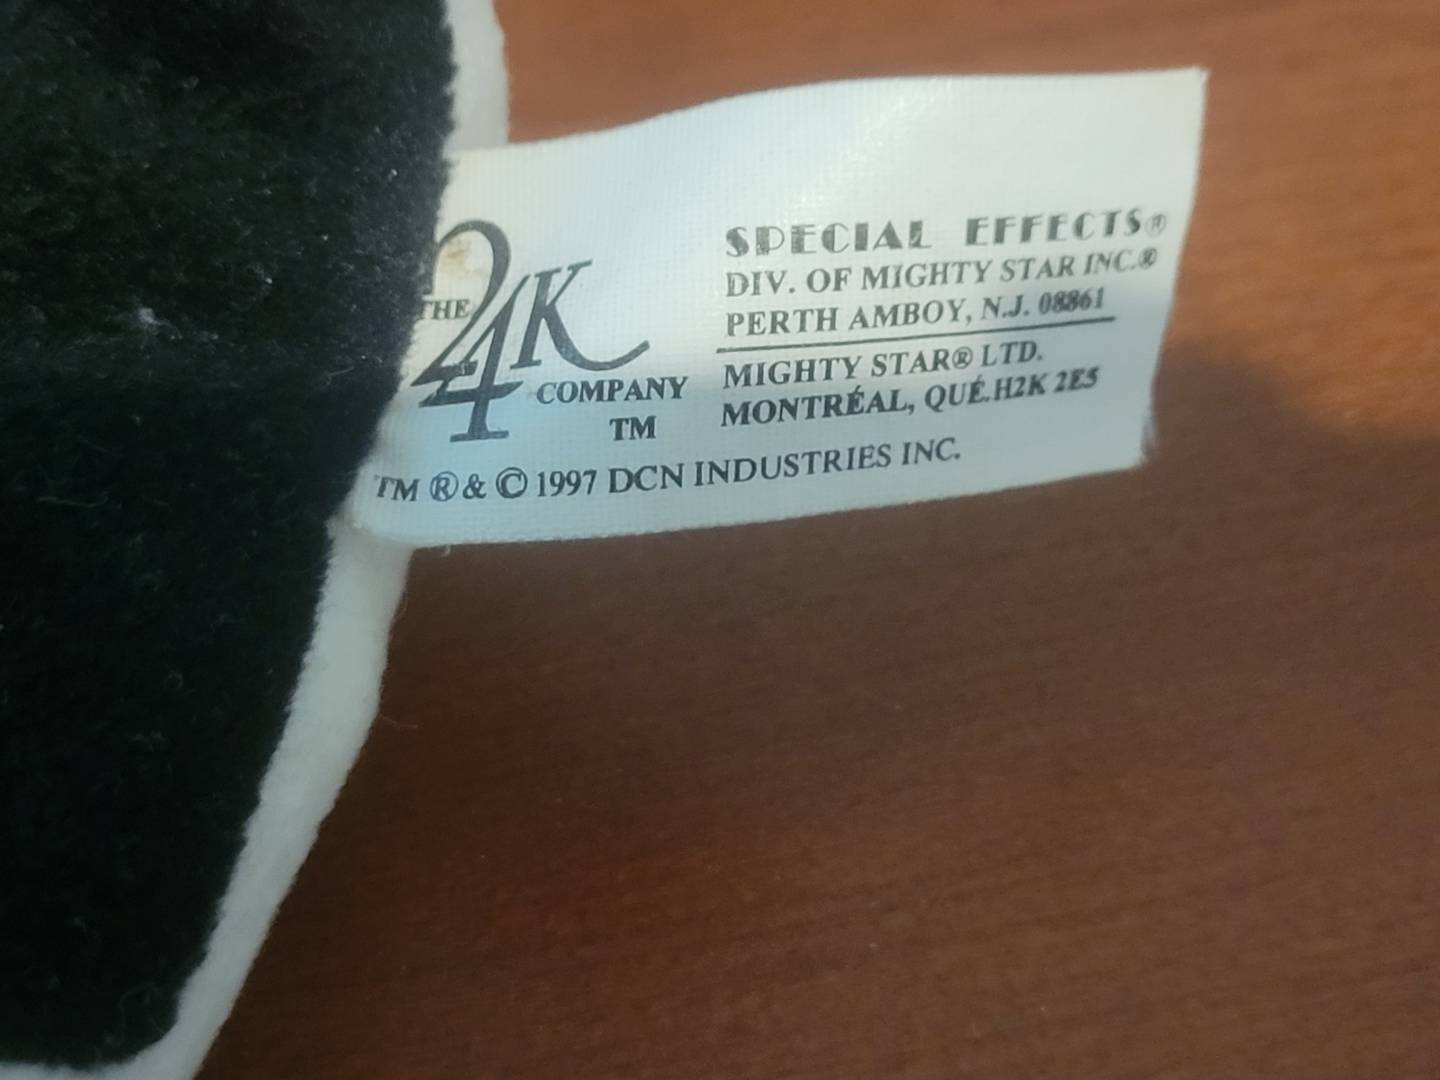 THE 24K
COMPANY
TM
SPECIAL EFFECTS®
DIV. OF MIGHTY STAR INC.®
PERTH AMBOY, N.J. 08861
MIGHTY STAR® LTD.
MONTRÉAL, QUÉ.H2K 2E5
TM ® & © 1997 DCN INDUSTRIES INC.